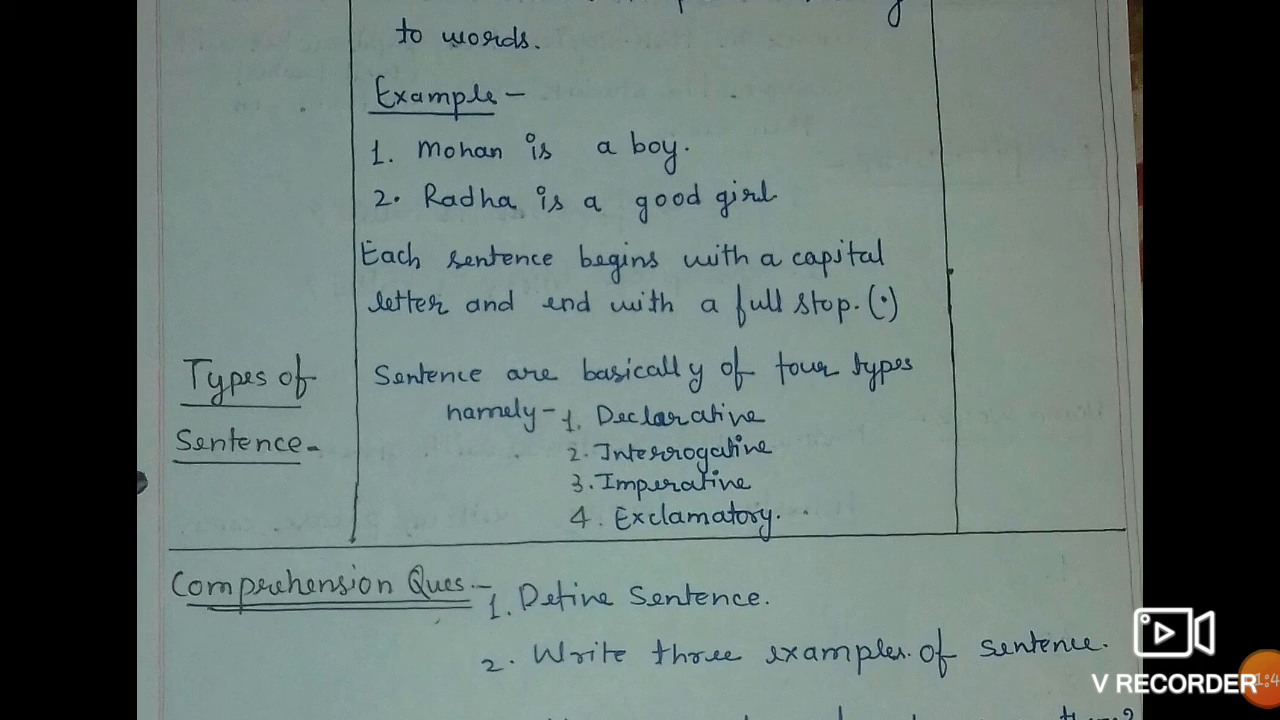 to words.
Example -
1. Mohan is a boy.
2. Radha is a good girl
Each sentence begins with a capital
letter and end with a full stop. (.)
Types of
Sentence -
Sentence are basically of four types
namely - 1. Declarative
2. Interrogative
3. Imperative
4. Exclamatory.
Comprehension Ques. -
1. Define Sentence.
2. Write three examples. of sentence.
V RECORDER